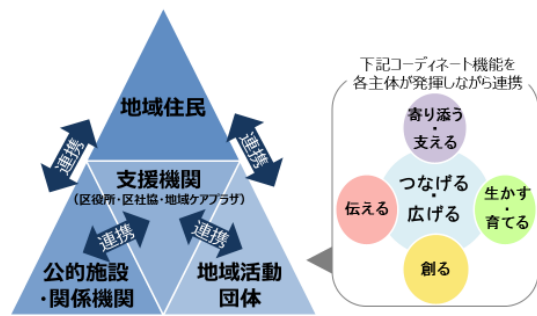 地域住民
連携
連携
支援機関
(区役所・区社協・地域ケアプラザ)
連携
連携
公的施設
・関係機関
地域活動
団体
下記コーディネート機能を
各主体が発揮しながら連携
寄り添う
・
支える
伝える
つなげる
・
広げる
生かす
・
育てる
創る